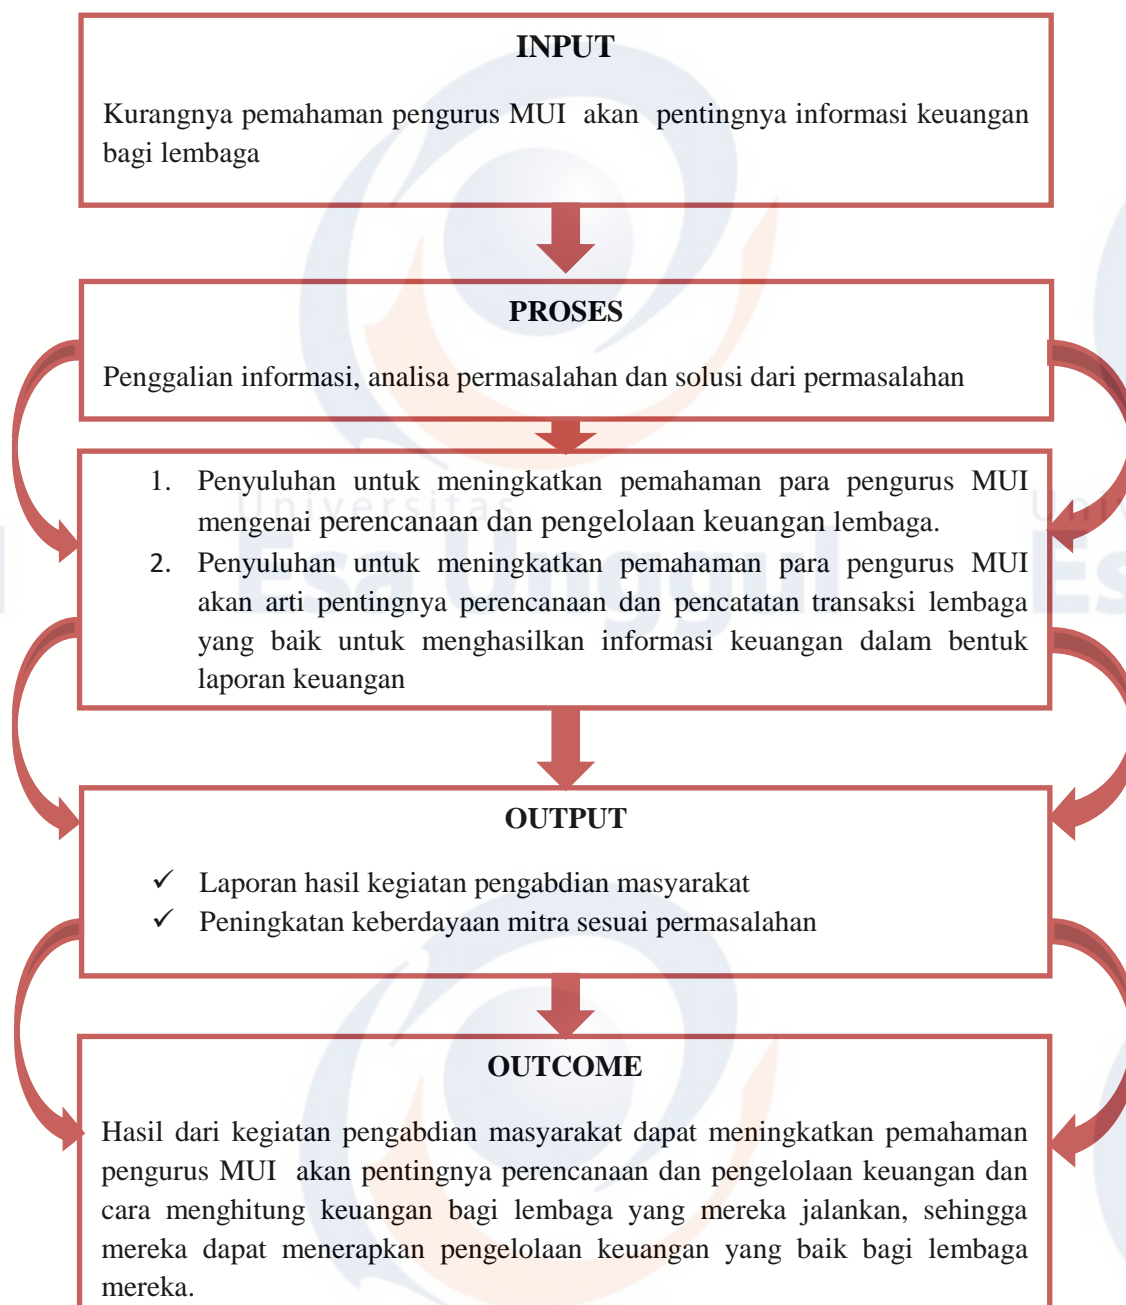 INPUT
Kurangnya pemahaman pengurus MUI akan pentingnya informasi keuangan
bagi lembaga
PROSES
Penggalian informasi, analisa permasalahan dan solusi dari permasalahan
1. Penyuluhan untuk meningkatkan pemahaman para pengurus MUI
mengenai perencanaan dan pengelolaan keuangan lembaga.
2. Penyuluhan untuk meningkatkan pemahaman para pengurus MUI
akan arti pentingnya perencanaan dan pencatatan transaksi lembaga
yang baik untuk menghasilkan informasi keuangan dalam bentuk
laporan keuangan
Universitas
Esa Unggul
Univ
Es
OUTPUT
✓ Laporan hasil kegiatan pengabdian masyarakat
✓ Peningkatan keberdayaan mitra sesuai permasalahan
OUTCOME
Hasil dari kegiatan pengabdian masyarakat dapat meningkatkan pemahaman
pengurus MUI akan pentingnya perencanaan dan pengelolaan keuangan dan
cara menghitung keuangan bagi lembaga yang mereka jalankan, sehingga
mereka dapat menerapkan pengelolaan keuangan yang baik bagi lembaga
mereka.